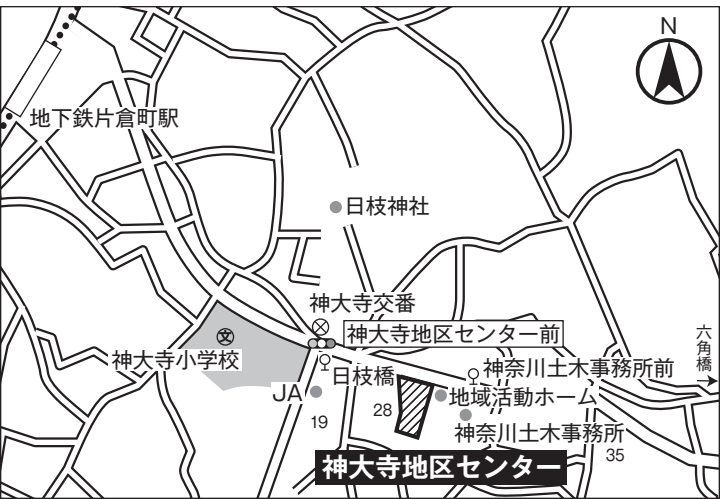 N
地下鉄片倉町駅
日枝神社
神大寺交番
神大寺地区センター前
六角橋
文
神大寺小学校
日枝橋
神奈川土木事務所前
JA
地域活動ホーム
19
28
神奈川土木事務所
35
神大寺地区センター